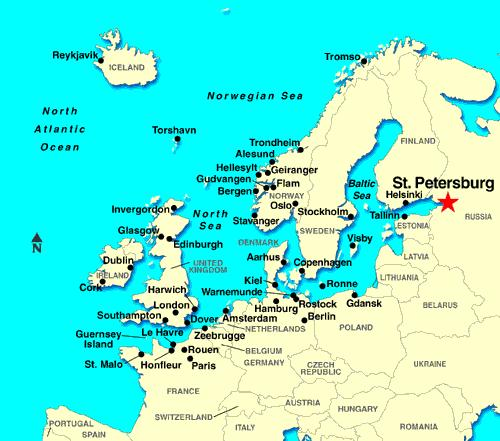 Reykjavik
ICELAND
Tromso
Norwegian Sea
North
Atlantic
Ocean
Torshavn
Trondheim
Alesund
FINLAND
Hellesylt
Geiranger
Gudvangen
Flam
Bergen
NORWAY
Oslo
Baltic
Sea
St. Petersburg
Helsinki
Invergordon
North
Sea
Stavanger
Stockholm
Tallinn
RUSSIA
ESTONIA
Glasgow
Edinburgh
DENMARK
SWEDEN
Visby
N
Dublin
UNITED
KINGDOM
Aarhus
Copenhagen
LATVIA
IRELAND
Cork
Harwich
Kiel
Warnemunde
Ronne
LITHUANIA
London
Southampton
Dover
Amsterdam
Hamburg
Rostock
Gdansk
BELARUS
Berlin
Guernsey
Island
Le Havre
Zeebrugge
NETHERLANDS
POLAND
St. Malo
Honfleur
Rouen
Paris
BELGIUM
GERMANY
CZECH
REPUBLIC
UKRAINE
FRANCE
AUSTRIA
HUNGARY
SWITZERLAND
PORTUGAL
SPAIN
ITALY
ROMANIA